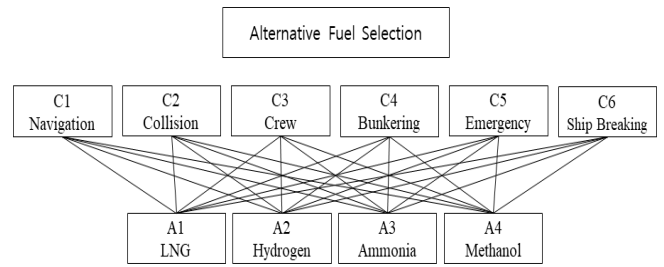 Alternative Fuel Selection
C1
Navigation
C2
Collision
C3
Crew
C4
Bunkering
C5
Emergency
C6
Ship Breaking
A1
LNG
A2
Hydrogen
A3
Ammonia
A4
Methanol